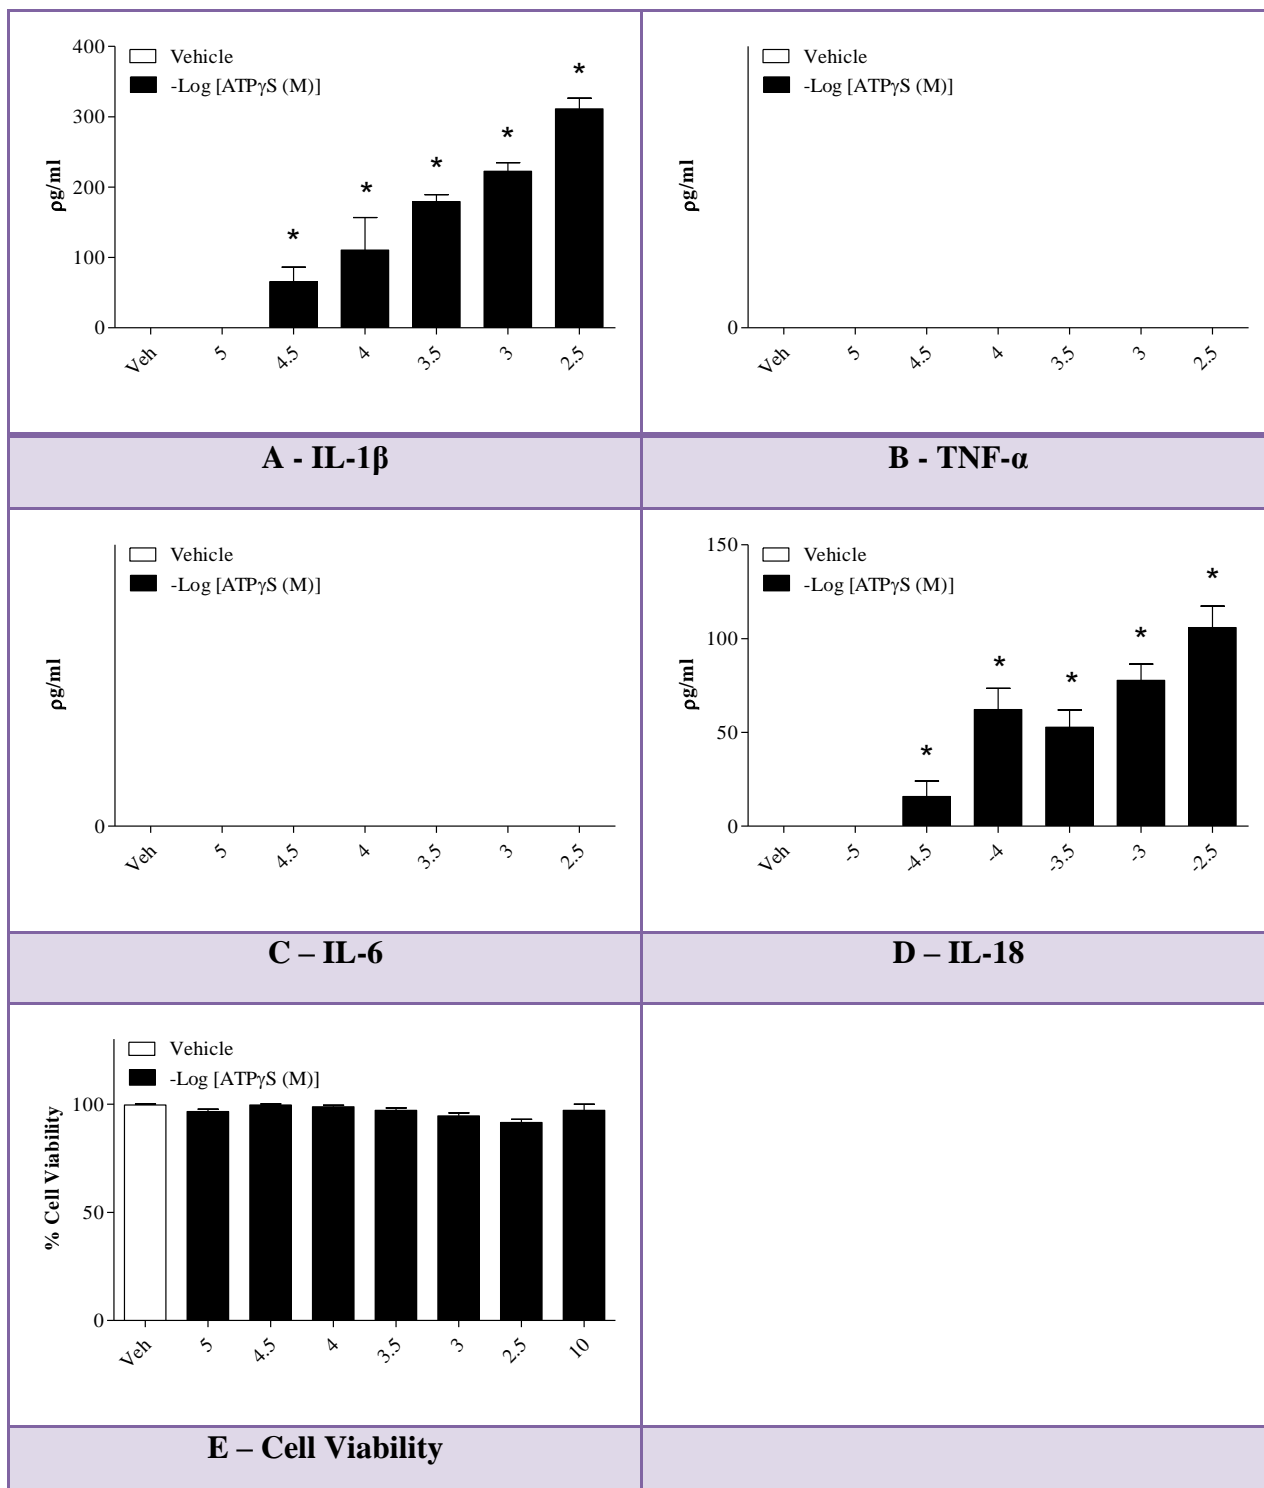 Vehicle
-Log [ATPγS (M)]
ρg/ml
400
300
200
100
0
* * * * *
Veh 5 4.5 4 3.5 3 2.5
A - IL-1β
Vehicle
-Log [ATPγS (M)]
ρg/ml
0
Veh 5 4.5 4 3.5 3 2.5
B - TNF-α
Vehicle
-Log [ATPγS (M)]
ρg/ml
0
Veh 5 4.5 4 3.5 3 2.5
C – IL-6
Vehicle
-Log [ATPγS (M)]
ρg/ml
150
100
50
0
* * * * *
Veh -5 -4.5 -4 -3.5 -3 -2.5
D – IL-18
Vehicle
-Log [ATPγS (M)]
% Cell Viability
100
50
0
Veh 5 4.5 4 3.5 3 2.5 10
E – Cell Viability